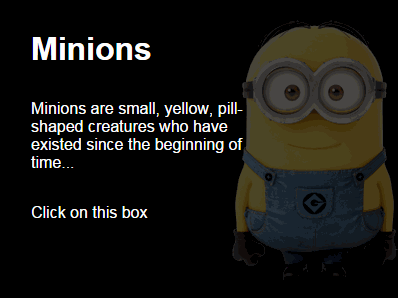 Minions
Minions are small, yellow, pill-
shaped creatures who have
existed since the beginning of
time...
Click on this box